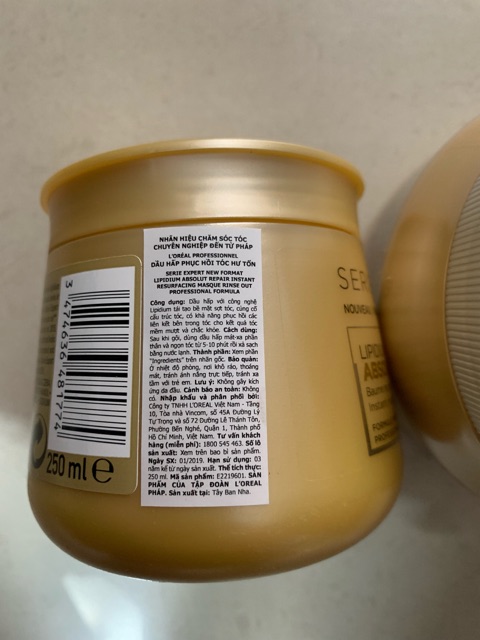 NHÃN HIỆU CHĂM SÓC TÓC
CHUYÊN NGHIỆP ĐẾN TỪ PHÁP
L'ORÉAL PROFESSIONNEL
DẦU HẤP PHỤC HỒI TÓC HƯ TỔN
SERIE EXPERT NEW FORMAT
LIPIDIUM ABSOLUT REPAIR INSTANT
RESURFACING MASQUE RINSE OUT
PROFESSIONAL FORMULA
Công dụng: Dầu hấp với công nghệ
Lipidium tái tạo bề mặt sợi tóc, củng cố
cấu trúc tóc, có khả năng phục hồi các
liên kết bên trong tóc cho kết quả tóc
mềm mượt và chắc khỏe. Cách dùng:
Sau khi gội, dùng dầu hấp mát-xa phần
thân và ngọn tóc từ 5-10 phút rồi xả sạch
bằng nước lạnh. Thành phần: Xem phần
"Ingredients" trên nhãn gốc. Bảo quản:
Ở nhiệt độ phòng, nơi khô ráo, thoáng
mát, tránh ánh nắng trực tiếp, tránh xa
tầm với trẻ em. Lưu ý: Không gây kích
ứng da đầu. Cảnh báo an toàn: Không
có. Nhập khẩu và phân phối bởi:
Công ty TNHH L'OREAL Việt Nam - Tầng
10, Tòa nhà Vincom, số 45A Đường Lý
Tự Trọng và số 72 Đường Lê Thánh Tôn,
Phường Bến Nghé, Quận 1, Thành phố
Hồ Chí Minh, Việt Nam. Tư vấn khách
hàng (miễn phí): 1800 545 463. Số lô
sản xuất: Xem trên bao bì sản phẩm.
Ngày SX: 01/2019. Hạn sử dụng: 03
năm kể từ ngày sản xuất. Thể tích thực:
250 ml. Mã sản phẩm: E2219601. SẢN
PHẨM CỦA TẬP ĐOÀN L'OREAL
PHÁP. Sản xuất tại: Tây Ban Nha.
3 474636 481774
250 ml e
SER
NOUVEAU
LIPIDI
ABSO